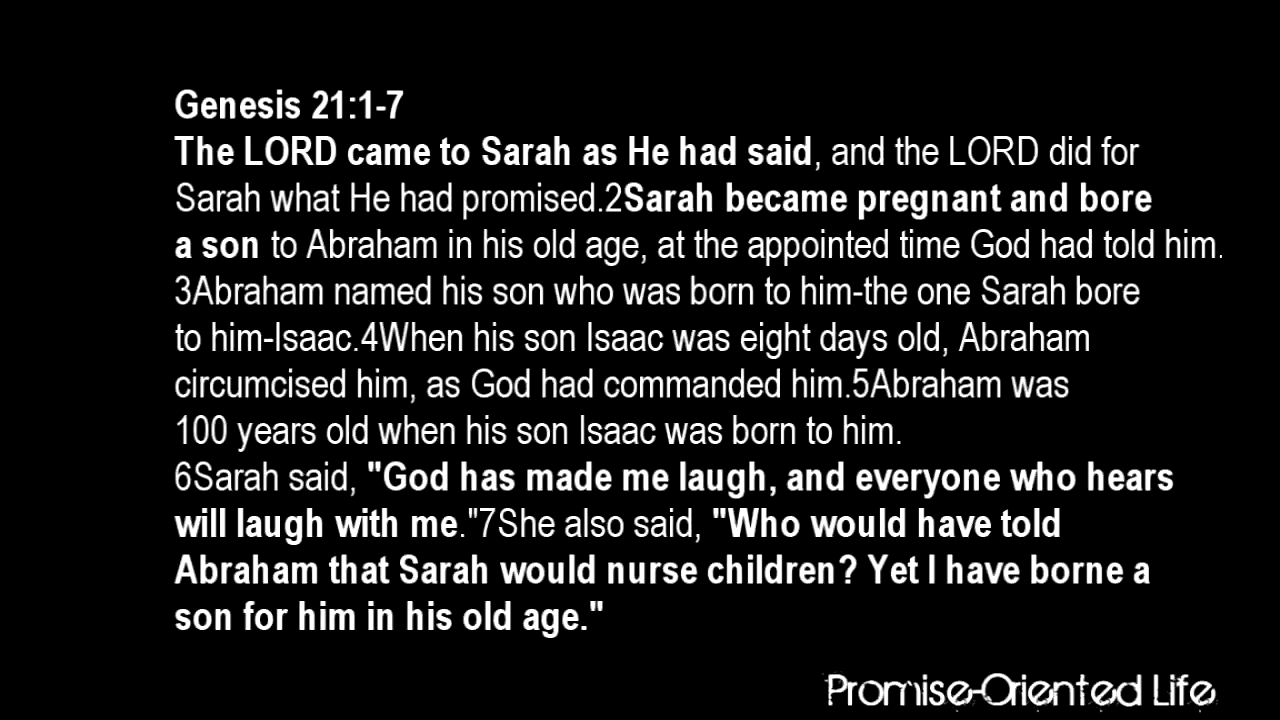 Genesis 21:1-7
The LORD came to Sarah as He had said, and the LORD did for
Sarah what He had promised.2Sarah became pregnant and bore
a son to Abraham in his old age, at the appointed time God had told him.
3Abraham named his son who was born to him-the one Sarah bore
to him-Isaac.4When his son Isaac was eight days old, Abraham
circumcised him, as God had commanded him.5Abraham was
100 years old when his son Isaac was born to him.
6Sarah said, "God has made me laugh, and everyone who hears
will laugh with me."7She also said, "Who would have told
Abraham that Sarah would nurse children? Yet I have borne a
son for him in his old age."
Promise-Oriented Life